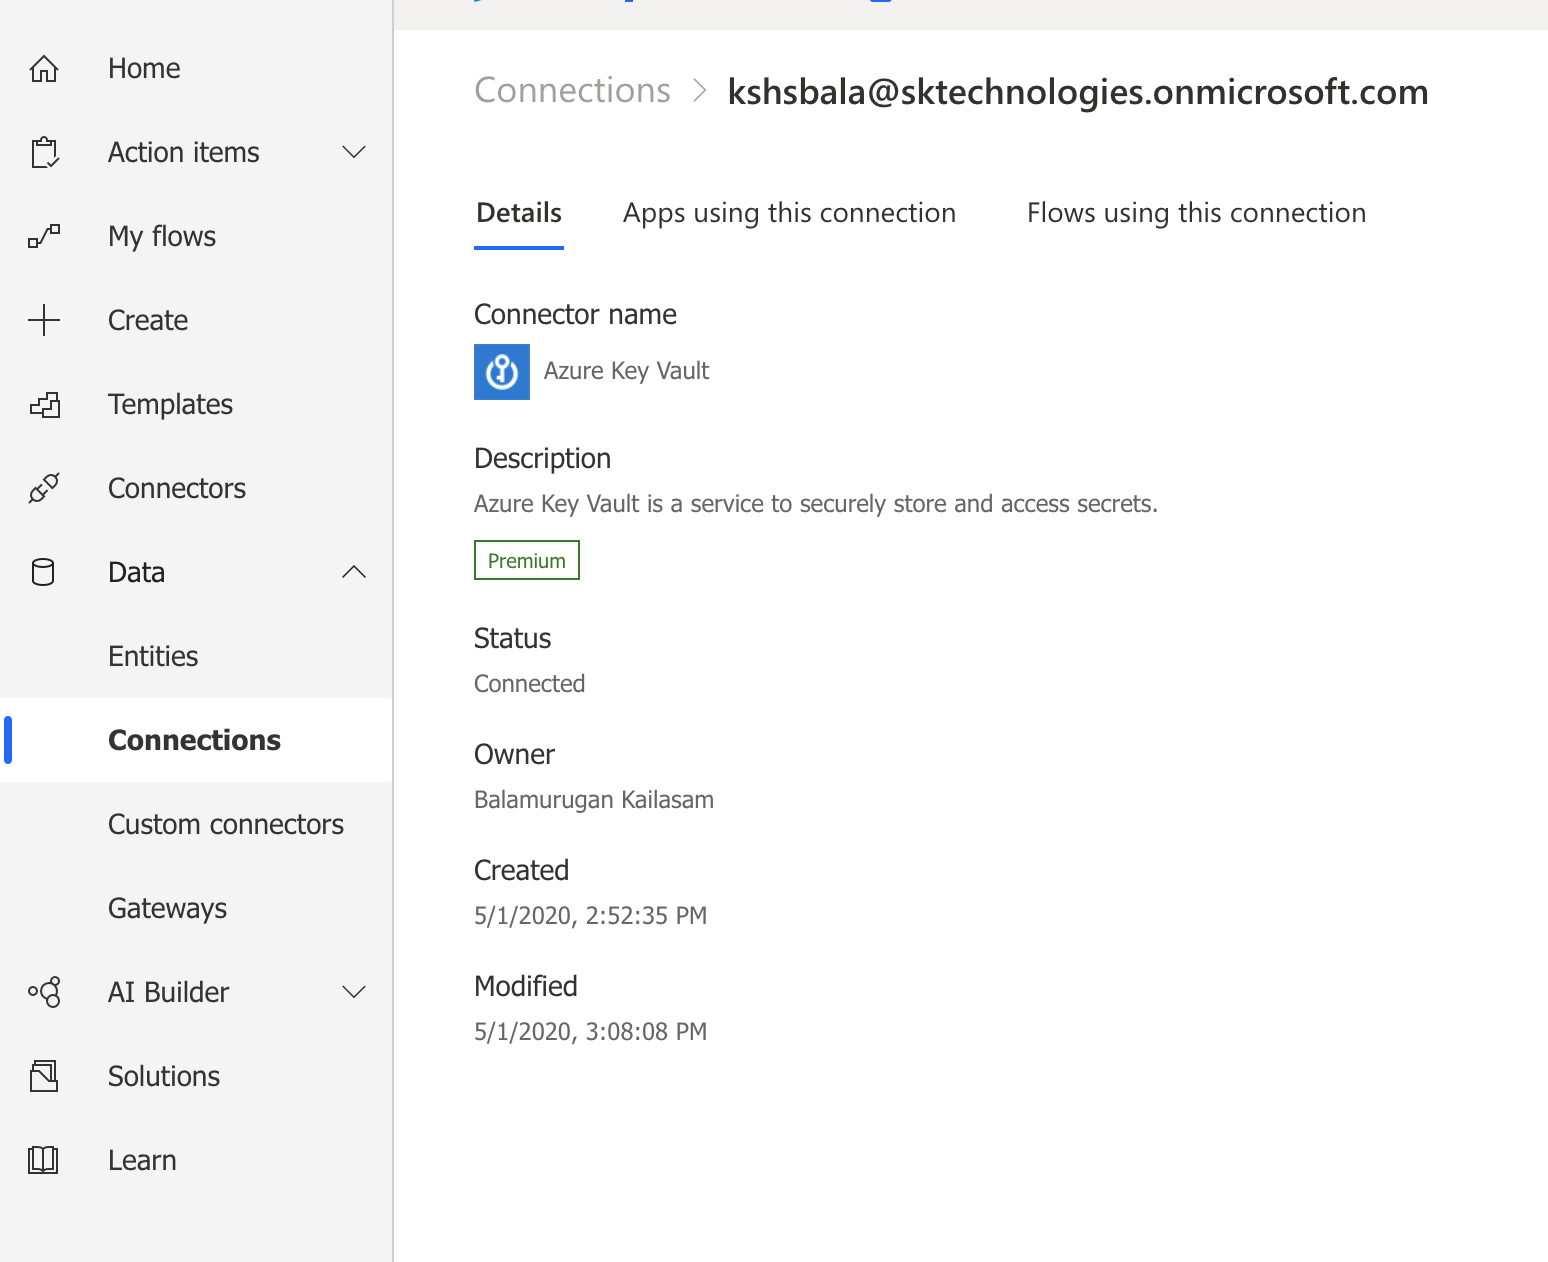 Home
Action items
My flows
Create
Templates
Connectors
Data
Entities
Connections
Custom connectors
Gateways
AI Builder
Solutions
Learn
Connections > kshsbala@sktechnologies.onmicrosoft.com
Details Apps using this connection Flows using this connection
Connector name
Azure Key Vault
Description
Azure Key Vault is a service to securely store and access secrets.
Premium
Status
Connected
Owner
Balamurugan Kailasam
Created
5/1/2020, 2:52:35 PM
Modified
5/1/2020, 3:08:08 PM